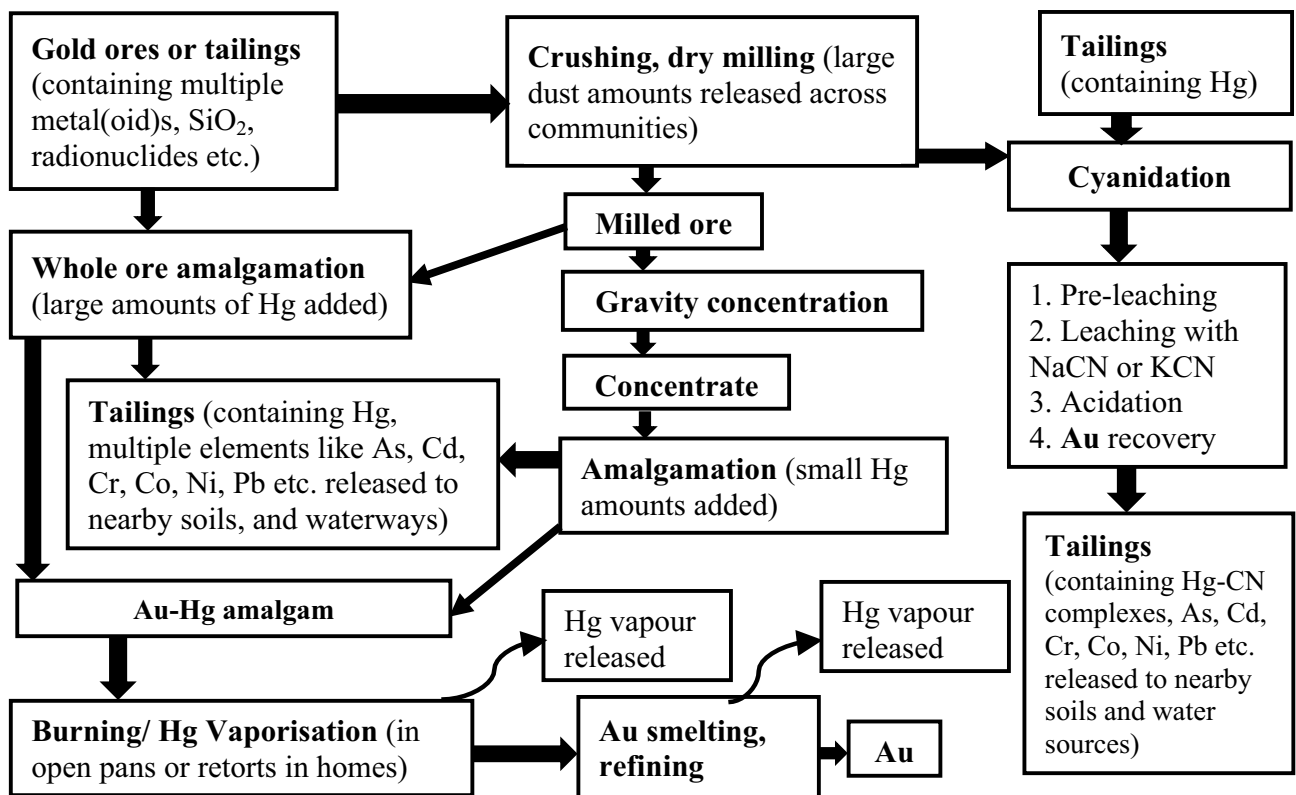 Gold ores or tailings
(containing multiple
metal(oid)s, SiO₂,
radionuclides etc.)
Crushing, dry milling (large
dust amounts released across
communities)
Tailings
(containing Hg)
Cyanidation
Milled ore
Whole ore amalgamation
(large amounts of Hg added)
Gravity concentration
1. Pre-leaching
2. Leaching with
NaCN or KCN
3. Acidation
4. Au recovery
Concentrate
Tailings (containing Hg,
multiple elements like As, Cd,
Cr, Co, Ni, Pb etc. released to
nearby soils, and waterways)
Amalgamation (small Hg
amounts added)
Tailings
(containing Hg-CN
complexes, As, Cd,
Cr, Co, Ni, Pb etc.
released to nearby
soils and water
sources)
Au-Hg amalgam
Hg vapour
released
Hg vapour
released
Burning/ Hg Vaporisation (in
open pans or retorts in homes)
Au smelting,
refining
Au